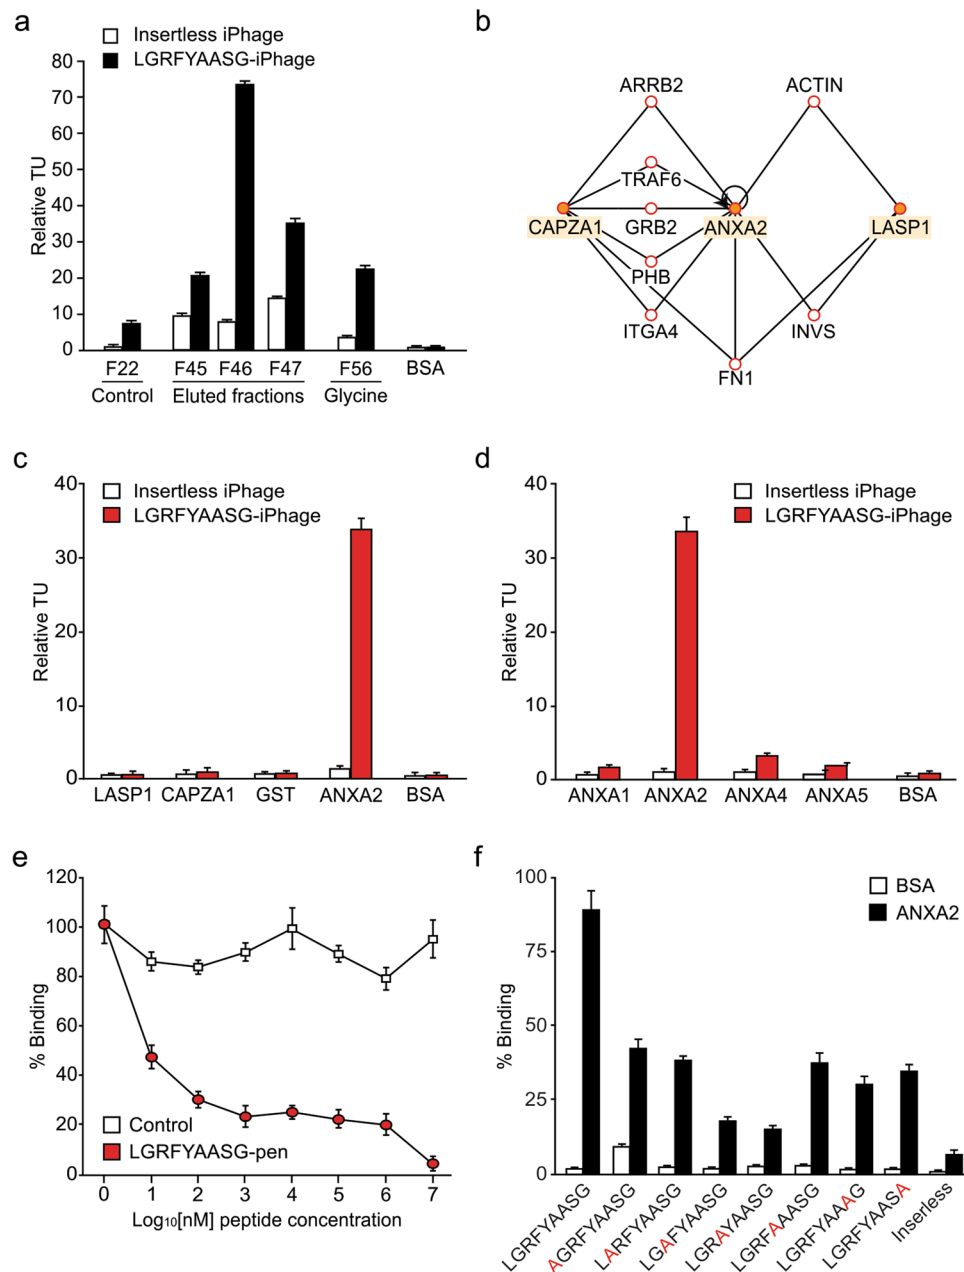 a
Insertless iPhage
LGRFYAASG-iPhage
Relative TU
80
70
60
50
40
30
20
10
0
F22
F45
F46
F47
F56
BSA
Control
Eluted fractions
Glycine
b
ARRB2
ACTIN
TRAF6
CAPZA1
GRB2
ANXA2
LASP1
PHB
ITGA4
INVS
FN1
c
Insertless iPhage
LGRFYAASG-iPhage
Relative TU
40
30
20
10
0
LASP1
CAPZA1
GST
ANXA2
BSA
d
Insertless iPhage
LGRFYAASG-iPhage
Relative TU
40
30
20
10
0
ANXA1
ANXA2
ANXA4
ANXA5
BSA
e
% Binding
120
100
80
60
40
20
0
Control
LGRFYAASG-pen
0
1
2
3
4
5
6
7
Log10[nM] peptide concentration
f
BSA
ANXA2
% Binding
100
75
50
25
0
LGRFYAASG
AGRFYAASG
LARFYAASG
LGAFYAASG
LGRAYAASG
LGRFAAASG
LGRFYAAAG
LGRFYAASA
Inserless